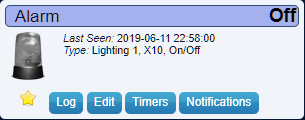 Alarm Off
Last Seen: 2019-06-11 22:58:00
Type: Lighting 1, X10, On/Off
Log Edit Timers Notifications